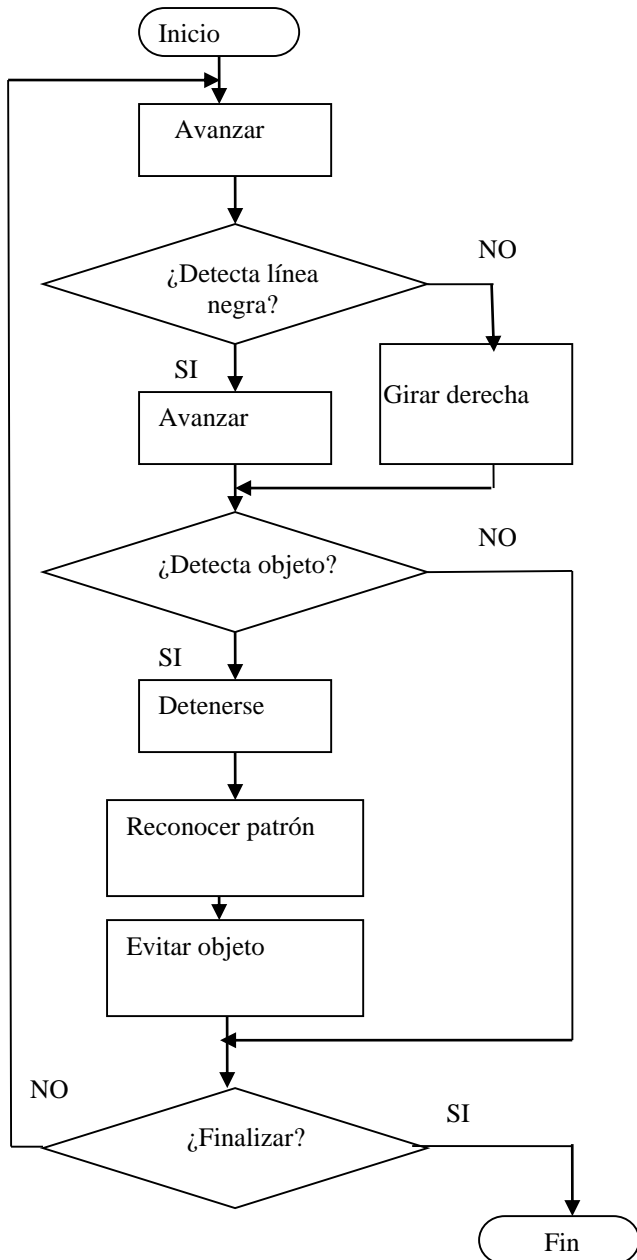 Inicio
Avanzar
¿Detecta línea
negra?
NO
SI
Avanzar
Girar derecha
¿Detecta objeto?
NO
SI
Detenerse
Reconocer patrón
Evitar objeto
NO
¿Finalizar?
SI
Fin